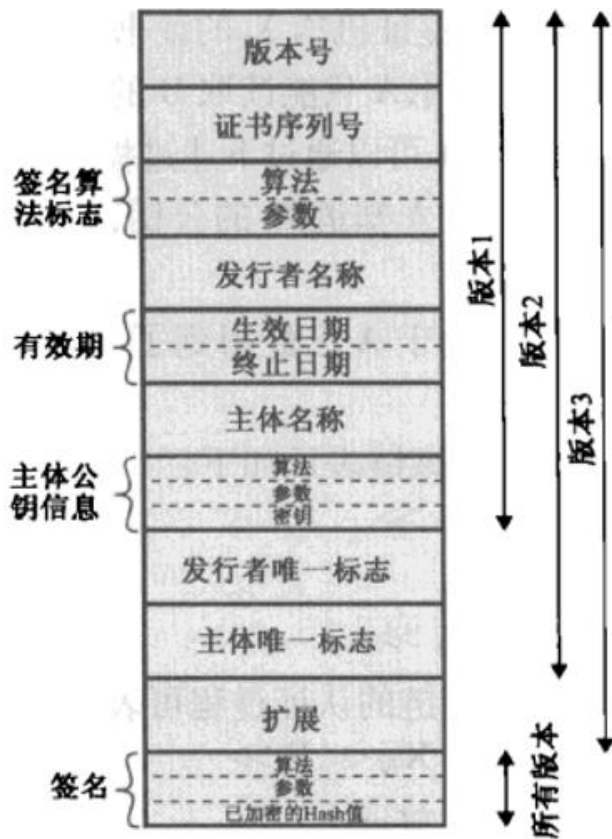 版本号
证书序列号
签名算
法标志
算法
参数
发行者名称
有效期
生效日期
终止日期
主体名称
主体公
钥信息
算法
参数
密钥
发行者唯一标志
主体唯一标志
扩展
签名
算法
参数
已加密的Hash值
版本1
版本2
版本3
所有版本